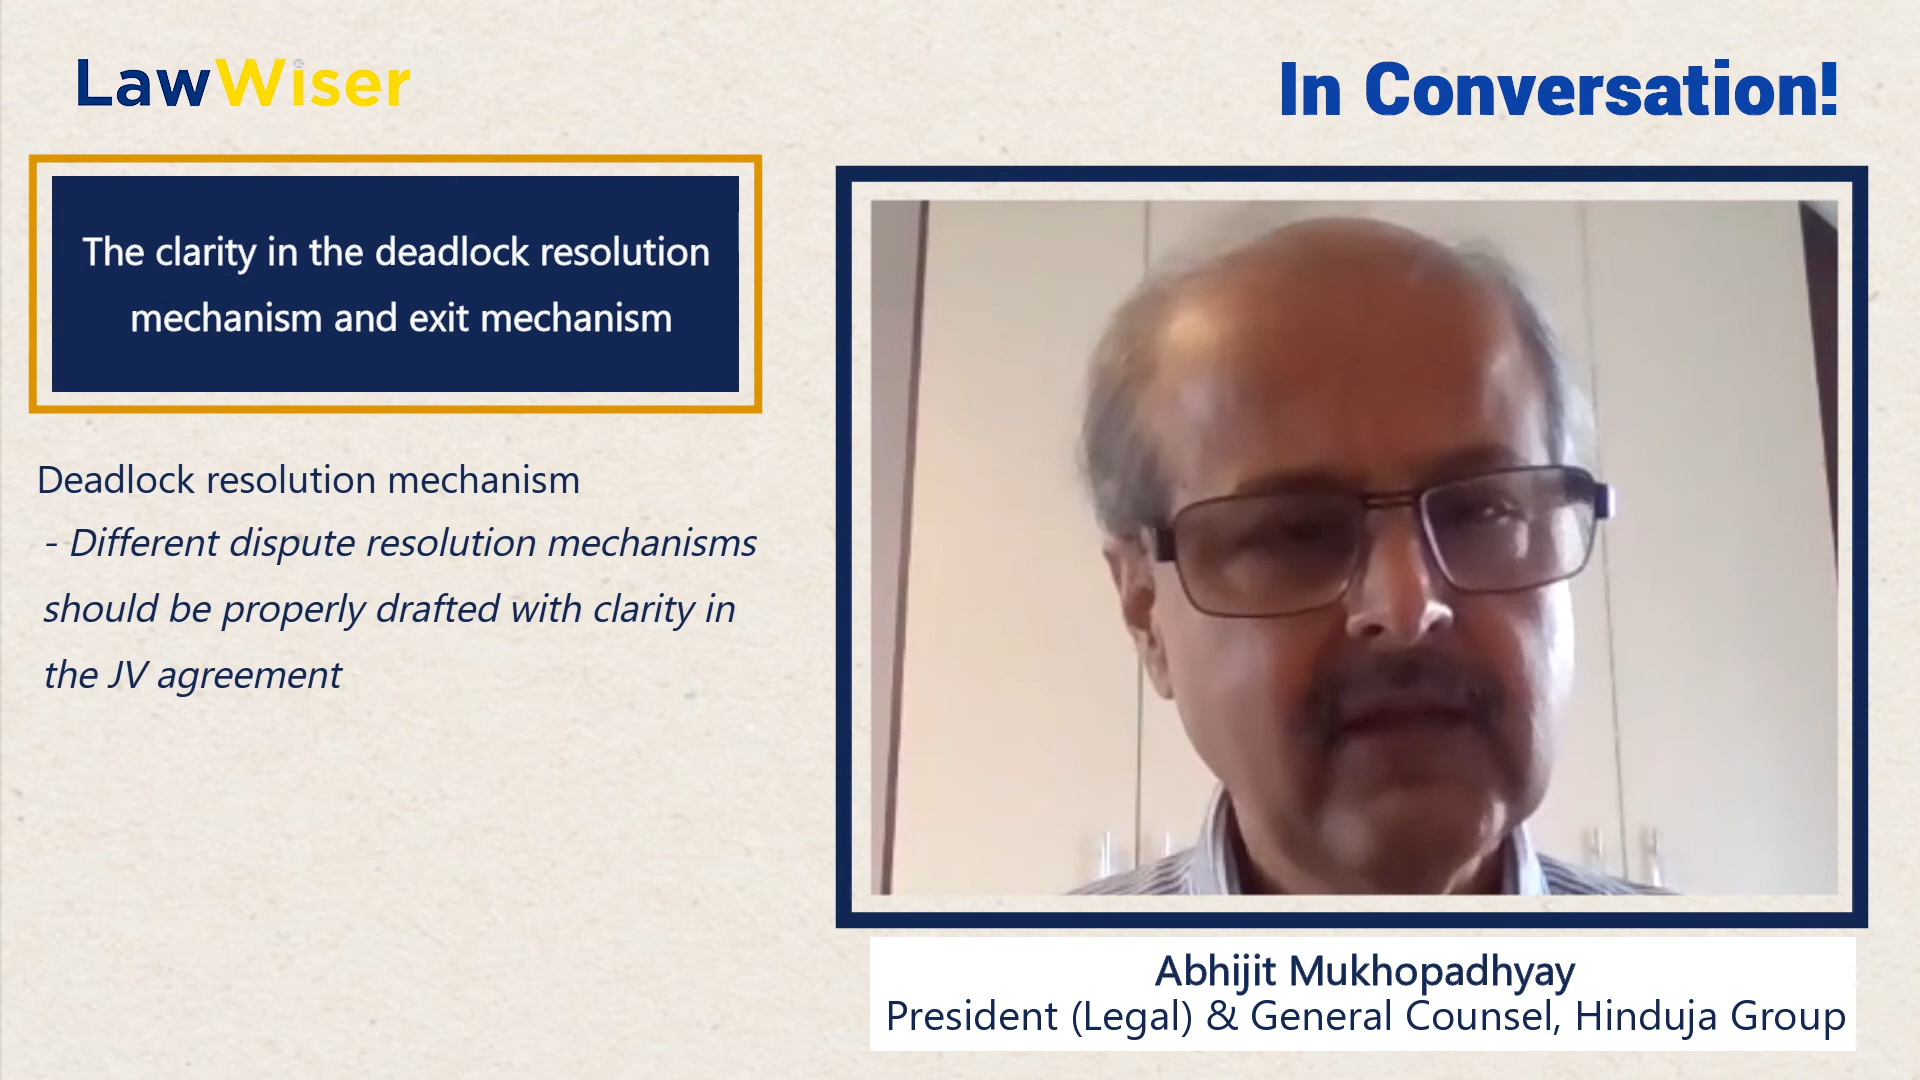 LawWiser
In Conversation!
The clarity in the deadlock resolution
mechanism and exit mechanism
Deadlock resolution mechanism
- Different dispute resolution mechanisms
should be properly drafted with clarity in
the JV agreement
Abhijit Mukhopadhyay
President (Legal) & General Counsel, Hinduja Group